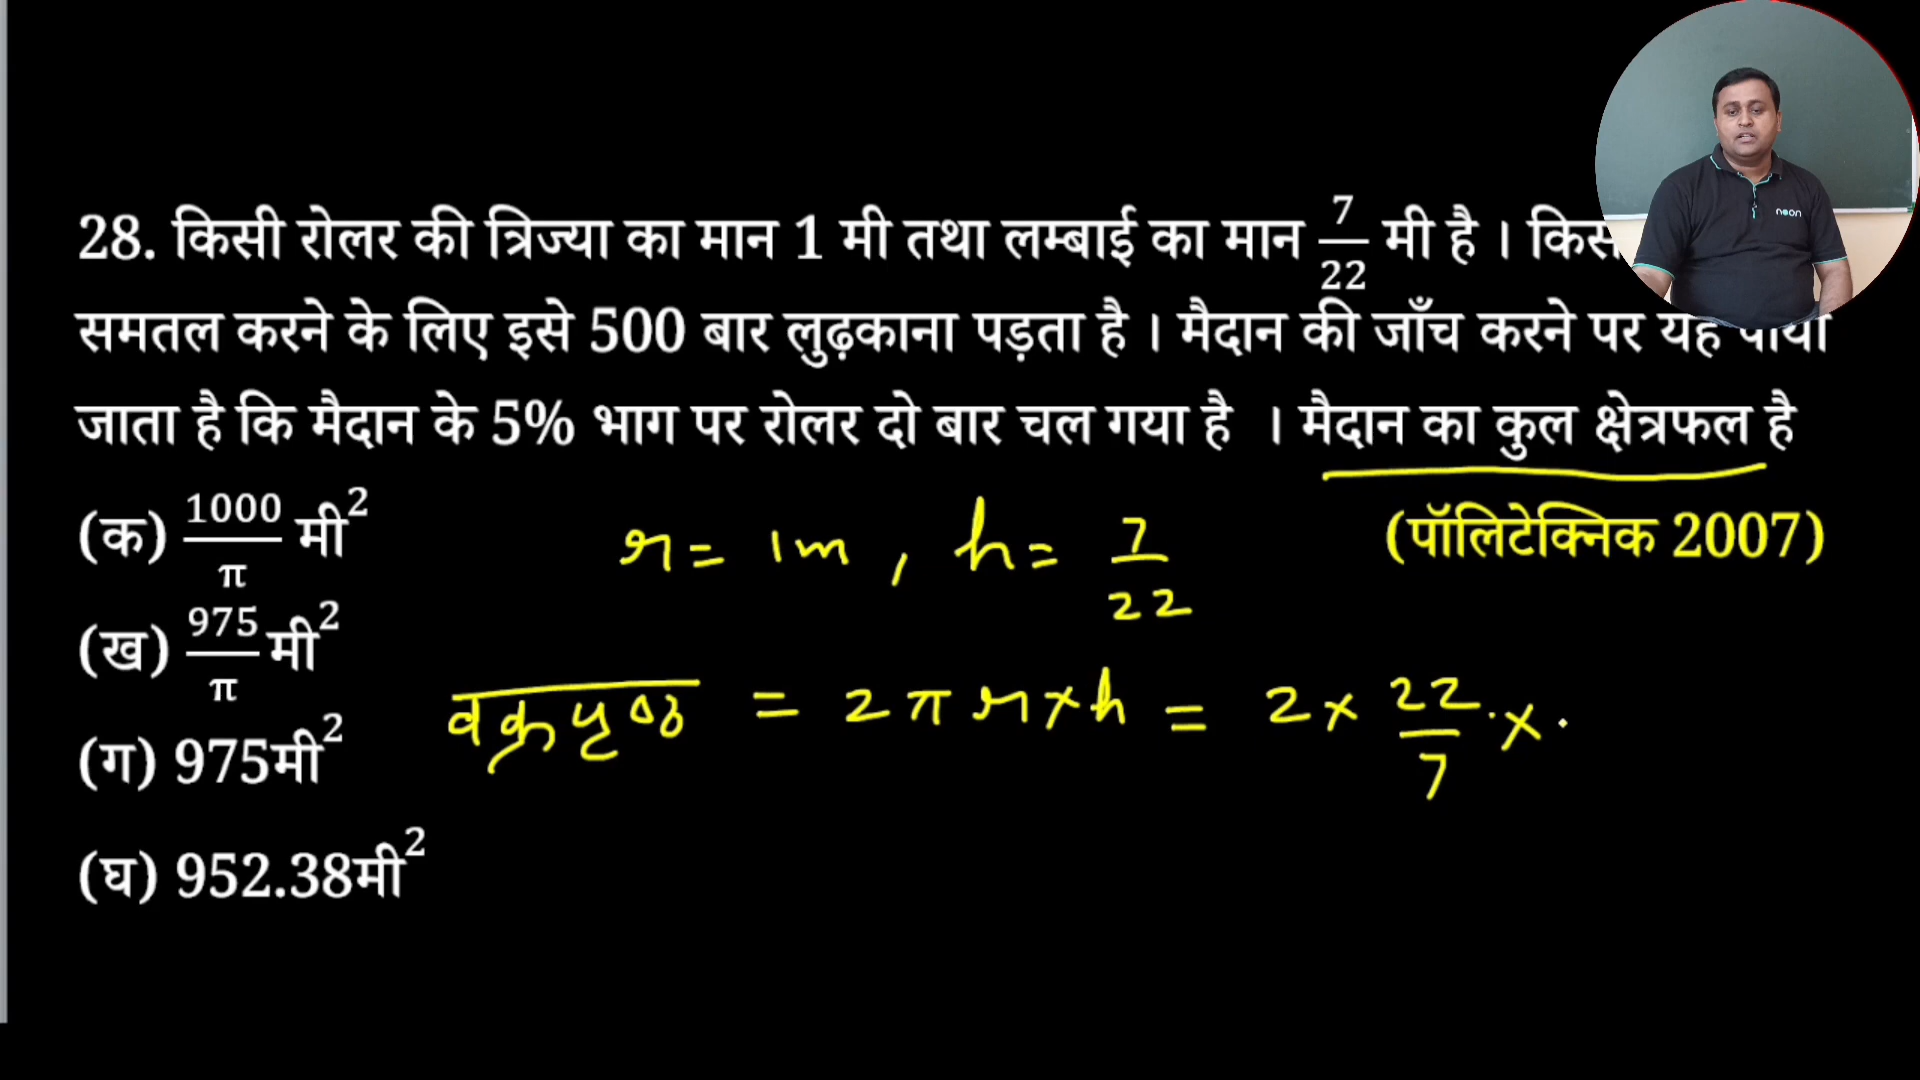 28. किसी रोलर की त्रिज्या का मान 1 मी तथा लम्बाई का मान 7/22 मी है । किस
समतल करने के लिए इसे 500 बार लुढ़काना पड़ता है । मैदान की जाँच करने पर यह पाया
जाता है कि मैदान के 5% भाग पर रोलर दो बार चल गया है । मैदान का कुल क्षेत्रफल है
(क) 1000/π मी²
r = 1m , h = 7/22
(पॉलिटेक्निक 2007)
(ख) 975/π मी²
वक्रपृष्ठ = 2πr×h = 2 × 22/7 ×
(ग) 975मी²
(घ) 952.38मी²
noon